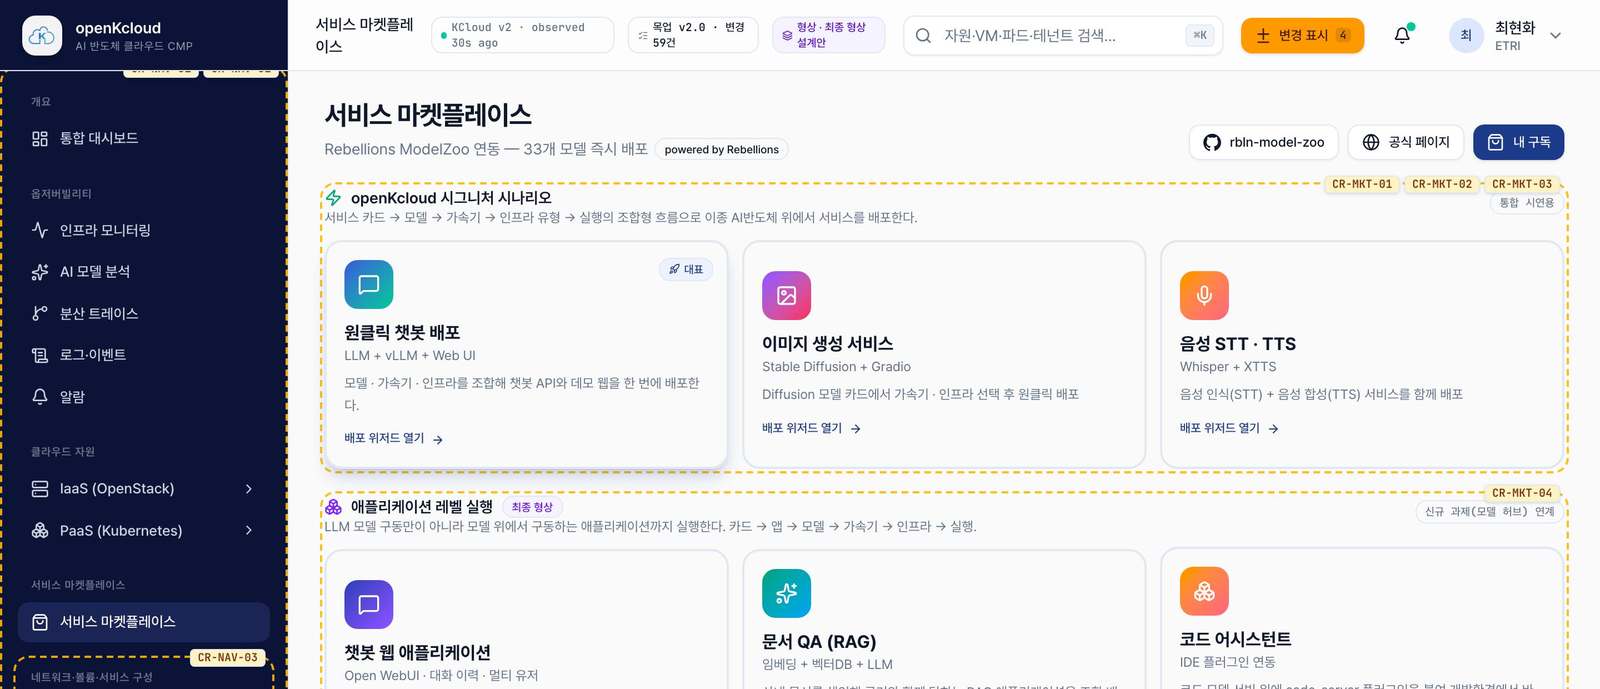 openKcloud
AI 반도체 클라우드 CMP
개요
통합 대시보드
옵저버빌리티
인프라 모니터링
AI 모델 분석
분산 트레이스
로그·이벤트
알람
클라우드 자원
IaaS (OpenStack)
PaaS (Kubernetes)
서비스 마켓플레이스
서비스 마켓플레이스
CR-NAV-03
네트워크·볼륨·서비스 구성
서비스 마켓플레
이스
KCloud v2 · observed
30s ago
목업 v2.0 · 변경
59건
형상·최종 형상
설계안
자원·VM·파드·테넌트 검색...
⌘K
변경 표시 4
최
최현화
ETRI
서비스 마켓플레이스
Rebellions ModelZoo 연동 — 33개 모델 즉시 배포 powered by Rebellions
rbln-model-zoo
공식 페이지
내 구독
CR-MKT-01 CR-MKT-02 CR-MKT-03
openKcloud 시그니처 시나리오
통합 시연용
서비스 카드 → 모델 → 가속기 → 인프라 유형 → 실행의 조합형 흐름으로 이종 AI반도체 위에서 서비스를 배포한다.
대표
원클릭 챗봇 배포
LLM + vLLM + Web UI
모델 · 가속기 · 인프라를 조합해 챗봇 API와 데모 웹을 한 번에 배포한
다.
배포 위저드 열기 →
이미지 생성 서비스
Stable Diffusion + Gradio
Diffusion 모델 카드에서 가속기 · 인프라 선택 후 원클릭 배포
배포 위저드 열기 →
음성 STT · TTS
Whisper + XTTS
음성 인식(STT) + 음성 합성(TTS) 서비스를 함께 배포
배포 위저드 열기 →
CR-MKT-04
애플리케이션 레벨 실행 최종 형상
신규 과제(모델 허브) 연계
LLM 모델 구동만이 아니라 모델 위에서 구동하는 애플리케이션까지 실행한다. 카드 → 앱 → 모델 → 가속기 → 인프라 → 실행.
챗봇 웹 애플리케이션
Open WebUI · 대화 이력 · 멀티 유저
문서 QA (RAG)
임베딩 + 벡터DB + LLM
코드 어시스턴트
IDE 플러그인 연동